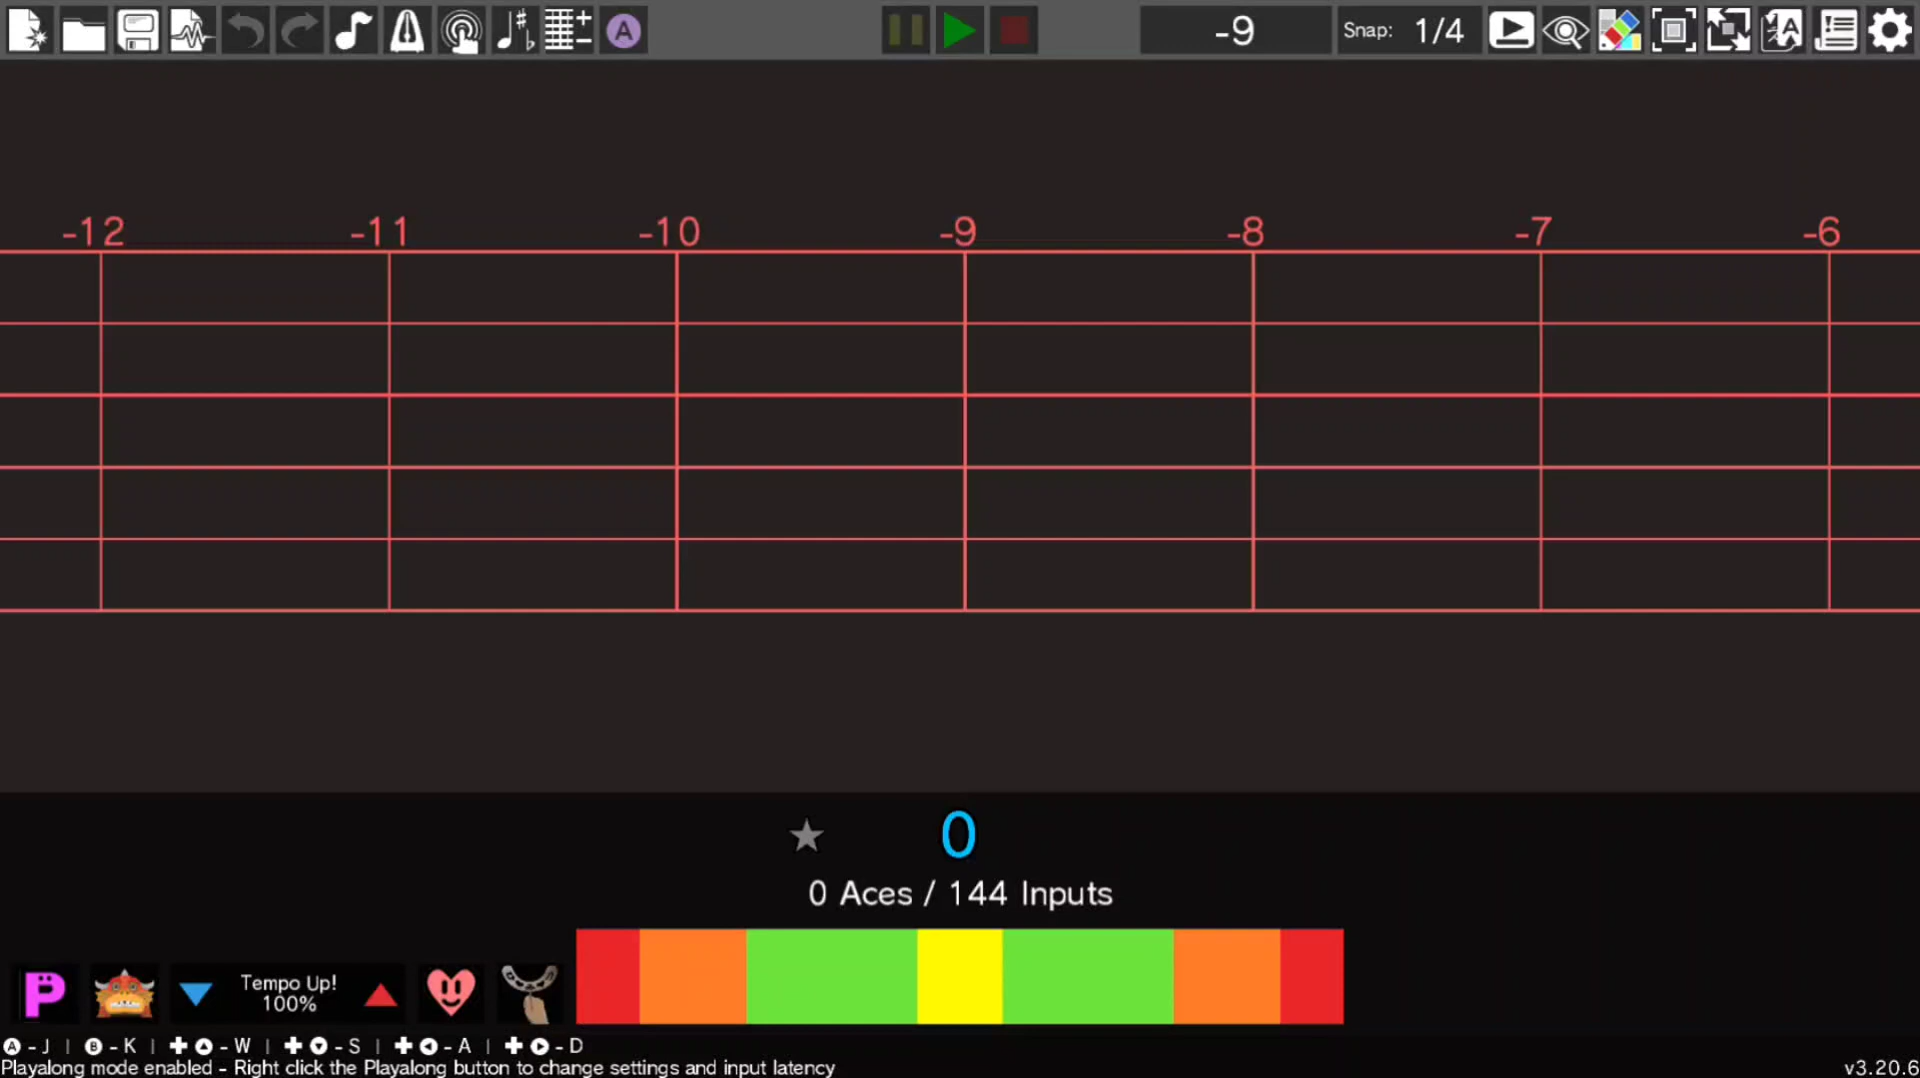 -9
Snap: 1/4
A
-12 -11 -10 -9 -8 -7 -6
0
0 Aces / 144 Inputs
P
Tempo Up!
100%
A - J | B - K | - W | - S | - A | - D
Playalong mode enabled - Right click the Playalong button to change settings and input latency
v3.20.6